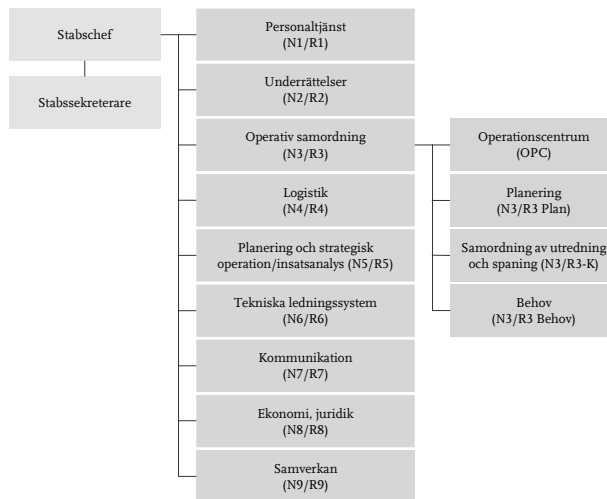 Stabschef
Stabssekreterare
Personaltjänst
(N1/R1)
Underrättelser
(N2/R2)
Operativ samordning
(N3/R3)
Logistik
(N4/R4)
Planering och strategisk
operation/insatsanalys (N5/R5)
Tekniska ledningssystem
(N6/R6)
Kommunikation
(N7/R7)
Ekonomi, juridik
(N8/R8)
Samverkan
(N9/R9)
Operationscentrum
(OPC)
Planering
(N3/R3 Plan)
Samordning av utredning
och spaning (N3/R3-K)
Behov
(N3/R3 Behov)